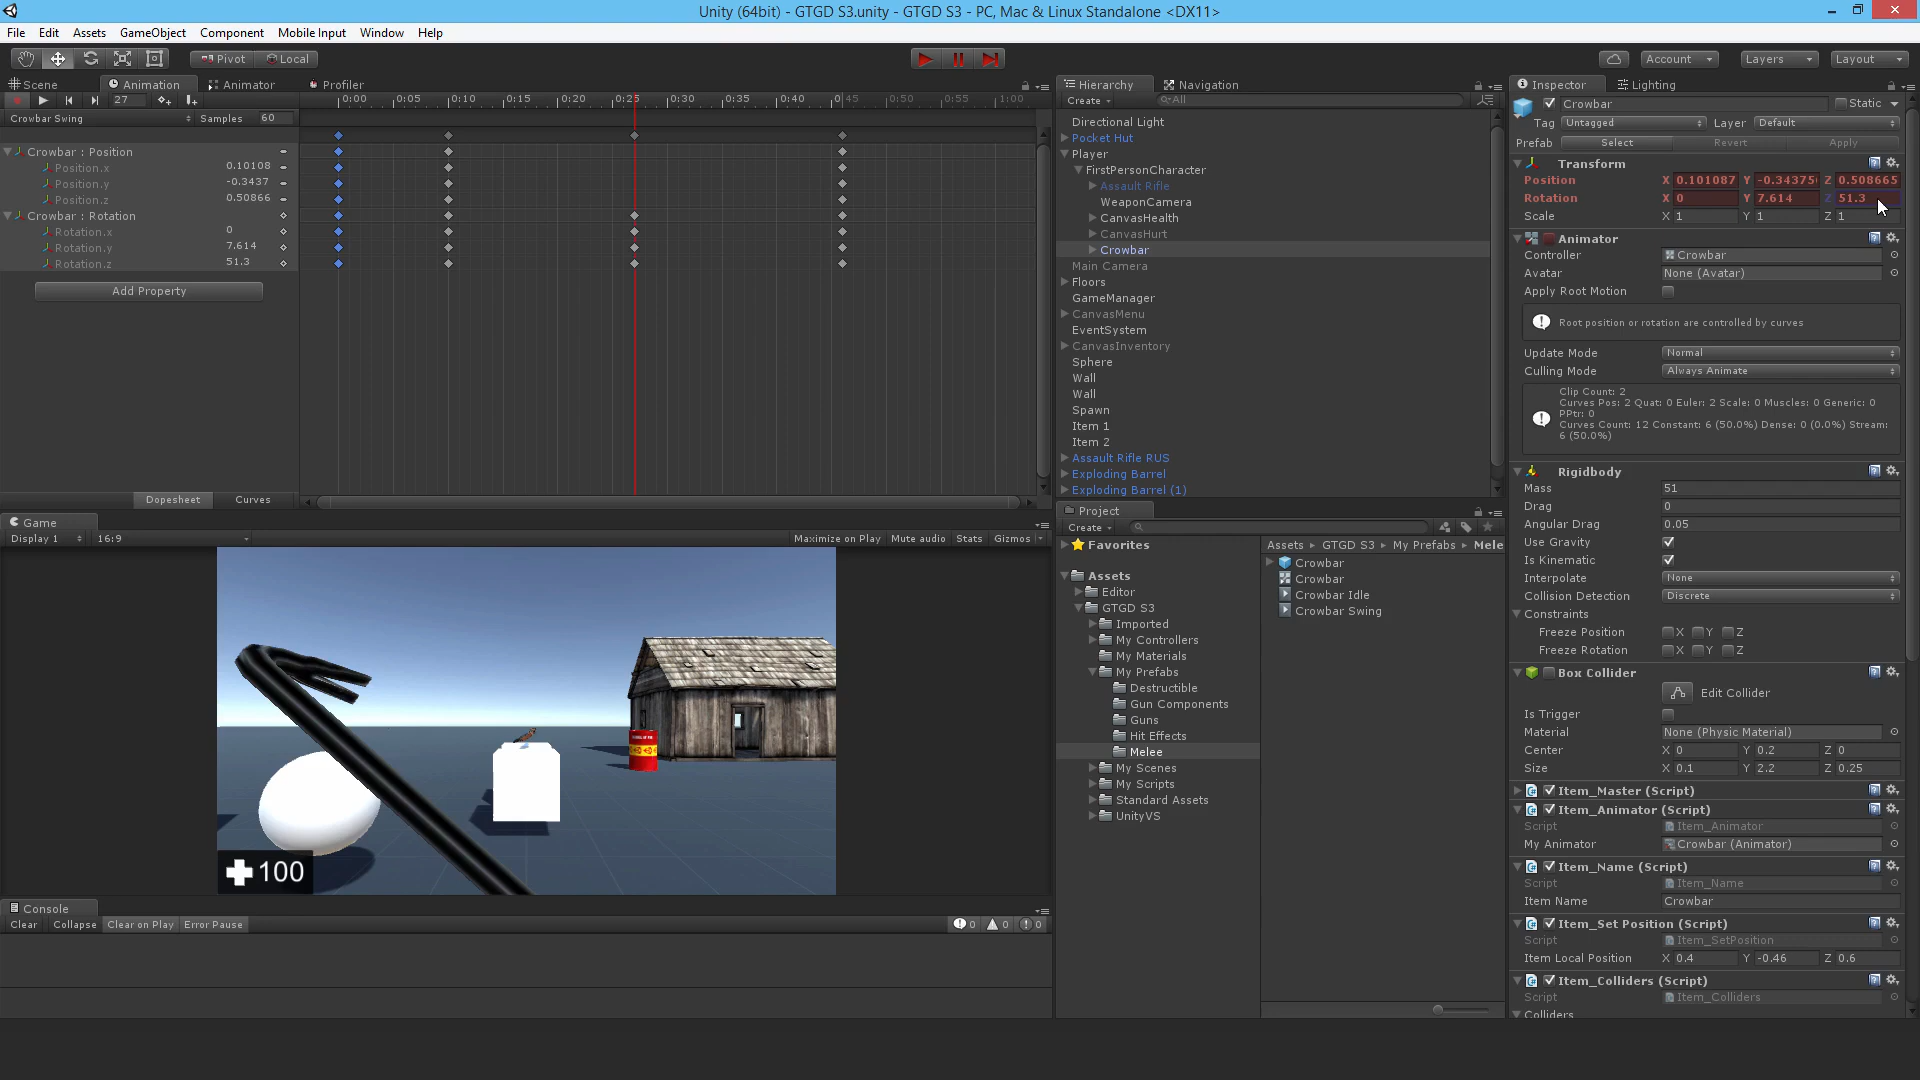 Unity (64bit) - GTGD S3.unity - GTGD S3 - PC, Mac & Linux Standalone <DX11>
File Edit Assets GameObject Component Mobile Input Window Help
Pivot Local Account Layers Layout
Scene Animation Animator Profiler
27 0:00 0:05 0:10 0:15 0:20 0:25 0:30 0:35 0:40 0:45 0:50 0:55 1:00
Crowbar Swing Samples 60
Crowbar : Position
Position.x 0.10108
Position.y -0.3437
Position.z 0.50866
Crowbar : Rotation
Rotation.x 0
Rotation.y 7.614
Rotation.z 51.3
Add Property
Dopesheet Curves
Game
Display 1 16:9 Maximize on Play Mute audio Stats Gizmos
100
Console
Clear Collapse Clear on Play Error Pause 0 0 0
Hierarchy Navigation
Create All
Directional Light
Pocket Hut
Player
FirstPersonCharacter
Assault Rifle
WeaponCamera
CanvasHealth
CanvasHurt
Crowbar
Main Camera
Floors
GameManager
CanvasMenu
EventSystem
CanvasInventory
Sphere
Wall
Wall
Spawn
Item 1
Item 2
Assault Rifle RUS
Exploding Barrel
Exploding Barrel (1)
Project
Create
Favorites
Assets
Editor
GTGD S3
Imported
My Controllers
My Materials
My Prefabs
Destructible
Gun Components
Guns
Hit Effects
Melee
My Scenes
My Scripts
Standard Assets
UnityVS
Assets GTGD S3 My Prefabs Mele
Crowbar
Crowbar
Crowbar Idle
Crowbar Swing
Inspector Lighting
Crowbar Static
Tag Untagged Layer Default
Prefab Select Revert Apply
Transform
Position X 0.101087 Y -0.34375 Z 0.508665
Rotation X 0 Y 7.614 Z 51.3
Scale X 1 Y 1 Z 1
Animator
Controller Crowbar
Avatar None (Avatar)
Apply Root Motion
Root position or rotation are controlled by curves
Update Mode Normal
Culling Mode Always Animate
Clip Count: 2
Curves Pos: 2 Quat: 0 Euler: 2 Scale: 0 Muscles: 0 Generic: 0
PPtr: 0
Curves Count: 12 Constant: 6 (50.0%) Dense: 0 (0.0%) Stream:
6 (50.0%)
Rigidbody
Mass 51
Drag 0
Angular Drag 0.05
Use Gravity
Is Kinematic
Interpolate None
Collision Detection Discrete
Constraints
Freeze Position X Y Z
Freeze Rotation X Y Z
Box Collider
Edit Collider
Is Trigger
Material None (Physic Material)
Center X 0 Y 0.2 Z 0
Size X 0.1 Y 2.2 Z 0.25
Item_Master (Script)
Item_Animator (Script)
Script Item_Animator
My Animator Crowbar (Animator)
Item_Name (Script)
Script Item_Name
Item Name Crowbar
Item_Set Position (Script)
Script Item_SetPosition
Item Local Position X 0.4 Y -0.46 Z 0.6
Item_Colliders (Script)
Script Item_Colliders
Colliders